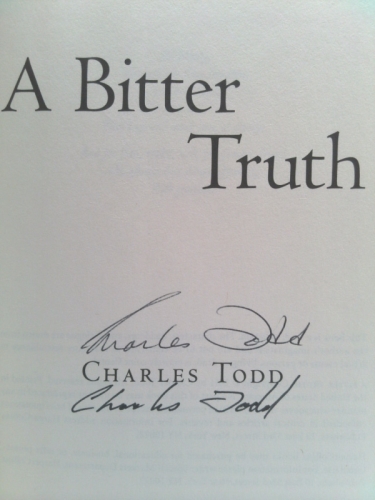 A Bitter
Truth
Charles Todd
CHARLES TODD
Charles Todd